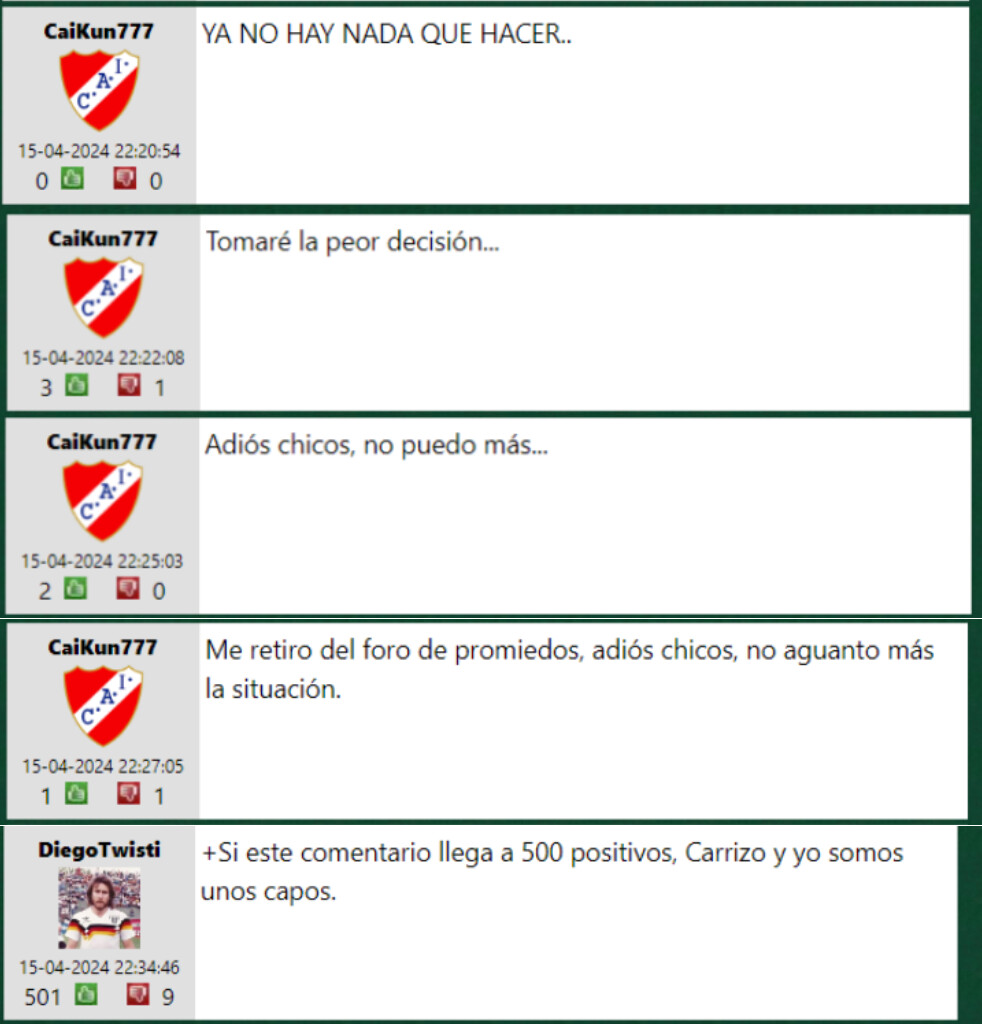 CaiKun777
YA NO HAY NADA QUE HACER..
C.A.I.
15-04-2024 22:20:54
0 0
CaiKun777
Tomaré la peor decisión...
C.A.I.
15-04-2024 22:22:08
3 1
CaiKun777
Adiós chicos, no puedo más...
C.A.I.
15-04-2024 22:25:03
2 0
CaiKun777
Me retiro del foro de promiedos, adiós chicos, no aguanto más
la situación.
C.A.I.
15-04-2024 22:27:05
1 1
DiegoTwisti
+Si este comentario llega a 500 positivos, Carrizo y yo somos
unos capos.
15-04-2024 22:34:46
501 9